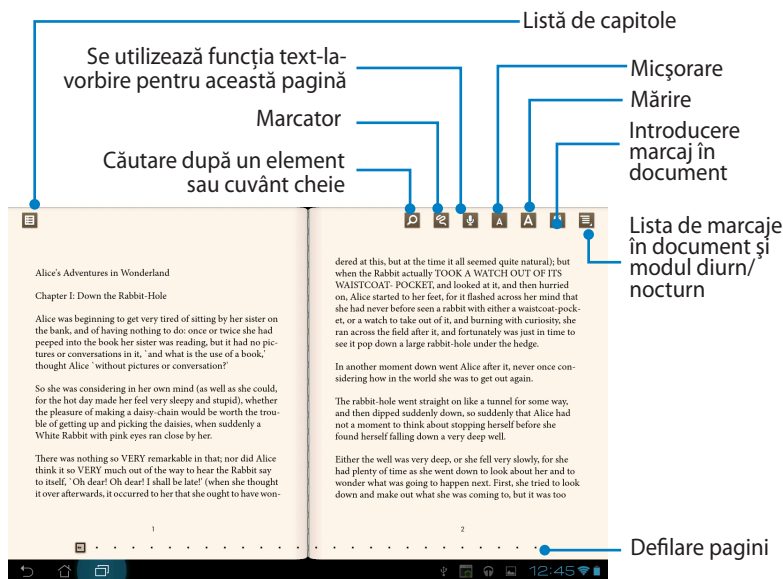 Listă de capitole
Se utilizează funcția text-la-
vorbire pentru această pagină
Marcator
Căutare după un element
sau cuvânt cheie
Micşorare
Mărire
Introducere
marcaj în
document
Lista de marcaje
în document şi
modul diurn/
nocturn
Alice's Adventures in Wonderland
Chapter I: Down the Rabbit-Hole
Alice was beginning to get very tired of sitting by her sister on
the bank, and of having nothing to do: once or twice she had
peeped into the book her sister was reading, but it had no pic-
tures or conversations in it, `and what is the use of a book,'
thought Alice `without pictures or conversation?'
So she was considering in her own mind (as well as she could,
for the hot day made her feel very sleepy and stupid), whether
the pleasure of making a daisy-chain would be worth the trou-
ble of getting up and picking the daisies, when suddenly a
White Rabbit with pink eyes ran close by her.
There was nothing so VERY remarkable in that; nor did Alice
think it so VERY much out of the way to hear the Rabbit say
to itself, `Oh dear! Oh dear! I shall be late!' (when she thought
it over afterwards, it occurred to her that she ought to have won-
1
dered at this, but at the time it all seemed quite natural); but
when the Rabbit actually TOOK A WATCH OUT OF ITS
WAISTCOAT- POCKET, and looked at it, and then hurried
on, Alice started to her feet, for it flashed across her mind that
she had never before seen a rabbit with either a waistcoat-pock-
et, or a watch to take out of it, and burning with curiosity, she
ran across the field after it, and fortunately was just in time to
see it pop down a large rabbit-hole under the hedge.
In another moment down went Alice after it, never once con-
sidering how in the world she was to get out again.
The rabbit-hole went straight on like a tunnel for some way,
and then dipped suddenly down, so suddenly that Alice had
not a moment to think about stopping herself before she
found herself falling down a very deep well.
Either the well was very deep, or she fell very slowly, for she
had plenty of time as she went down to look about her and to
wonder what was going to happen next. First, she tried to look
down and make out what she was coming to, but it was too
2
Defilare pagini
12:45